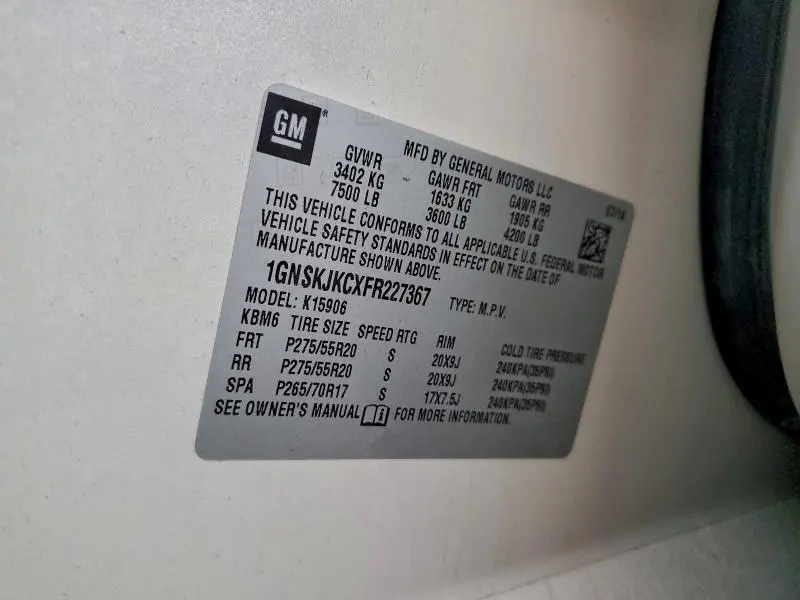 GM®
MFD BY GENERAL MOTORS LLC
07/14
GVWR GAWR FRT GAWR RR
3402 KG 1633 KG 1905 KG
7500 LB 3600 LB 4200 LB
THIS VEHICLE CONFORMS TO ALL APPLICABLE U.S. FEDERAL MOTOR
VEHICLE SAFETY STANDARDS IN EFFECT ON THE DATE OF
MANUFACTURE SHOWN ABOVE.
1GNSKJKCXFR227367 TYPE: M.P.V.
MODEL: K15906
KBM6 TIRE SIZE SPEED RTG RIM COLD TIRE PRESSURE
FRT P275/55R20 S 20X9J 240KPA(35PSI)
RR P275/55R20 S 20X9J 240KPA(35PSI)
SPA P265/70R17 S 17X7.5J 240KPA(35PSI)
SEE OWNER'S MANUAL FOR MORE INFORMATION.